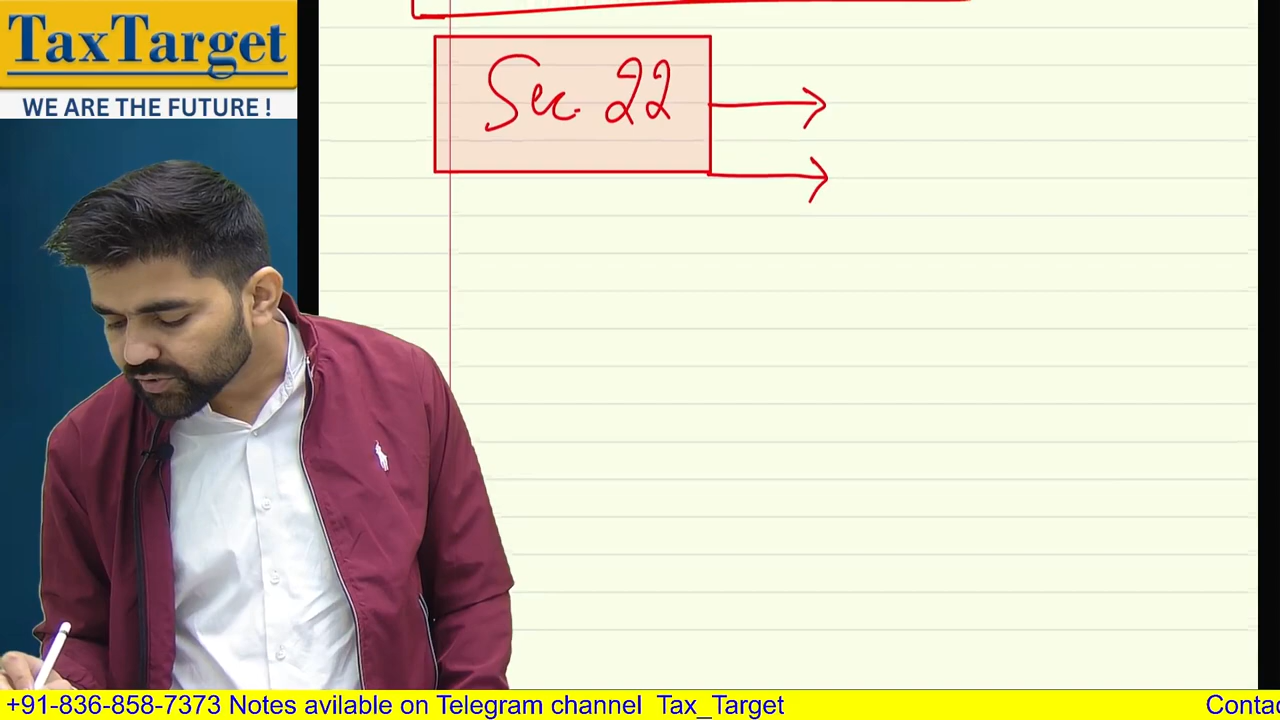 TaxTarget
WE ARE THE FUTURE !
Sec. 22
+91-836-858-7373 Notes avilable on Telegram channel Tax_Target
Contac